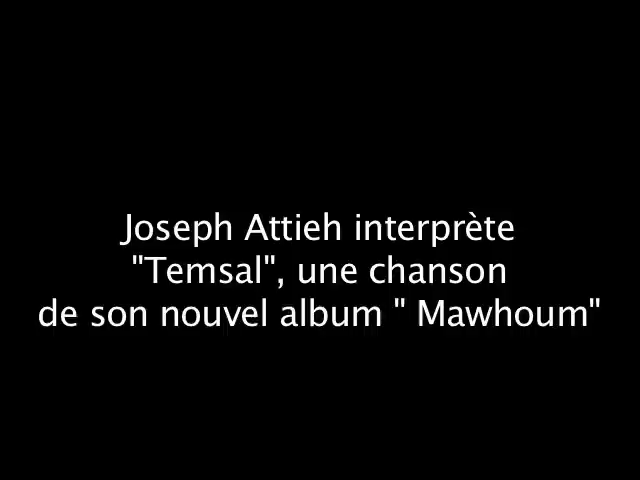 Joseph Attieh interprète
"Temsal", une chanson
de son nouvel album " Mawhoum"